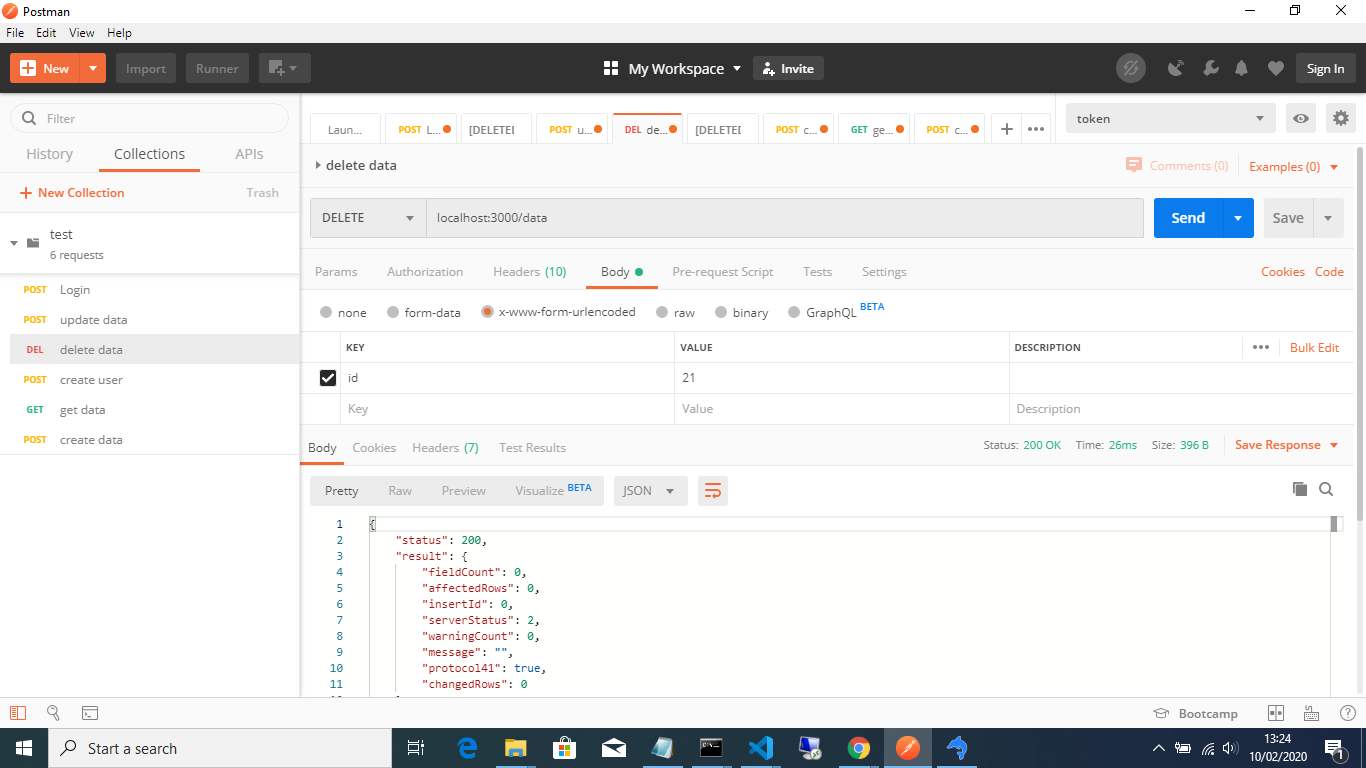 Postman
File Edit View Help
New Import Runner My Workspace Invite Sign In
Filter
History Collections APIs
New Collection Trash
test
6 requests
POST Login
POST update data
DEL delete data
POST create user
GET get data
POST create data
Laun... POST L... [DELETE] POST u... DEL de... [DELETED POST c... GET ge... POST c... token
delete data Comments (0) Examples (0)
DELETE localhost:3000/data Send Save
Params Authorization Headers (10) Body Pre-request Script Tests Settings Cookies Code
none form-data x-www-form-urlencoded raw binary GraphQL BETA
KEY VALUE DESCRIPTION Bulk Edit
id 21
Key Value Description
Body Cookies Headers (7) Test Results Status: 200 OK Time: 26ms Size: 396 B Save Response
Pretty Raw Preview Visualize BETA JSON
1 {
2 "status": 200,
3 "result": {
4 "fieldCount": 0,
5 "affectedRows": 0,
6 "insertId": 0,
7 "serverStatus": 2,
8 "warningCount": 0,
9 "message": "",
10 "protocol41": true,
11 "changedRows": 0
Bootcamp
Start a search
13:24
10/02/2020
1